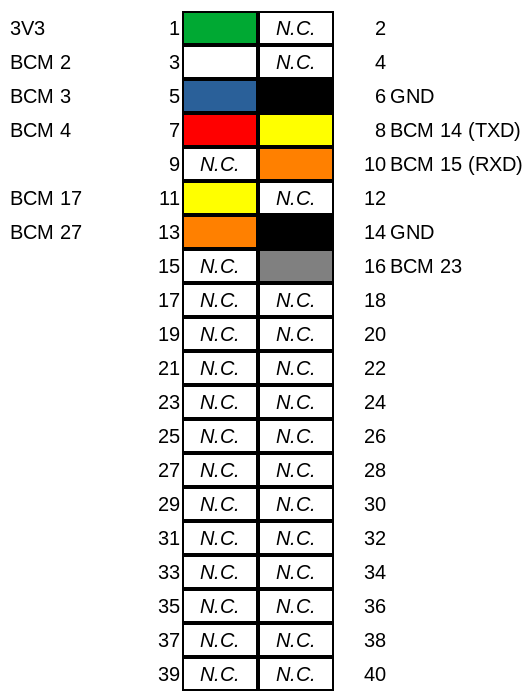 3V3 1 N.C. 2
BCM 2 3 N.C. 4
BCM 3 5 6 GND
BCM 4 7 8 BCM 14 (TXD)
9 N.C. 10 BCM 15 (RXD)
BCM 17 11 N.C. 12
BCM 27 13 14 GND
15 N.C. 16 BCM 23
17 N.C. N.C. 18
19 N.C. N.C. 20
21 N.C. N.C. 22
23 N.C. N.C. 24
25 N.C. N.C. 26
27 N.C. N.C. 28
29 N.C. N.C. 30
31 N.C. N.C. 32
33 N.C. N.C. 34
35 N.C. N.C. 36
37 N.C. N.C. 38
39 N.C. N.C. 40